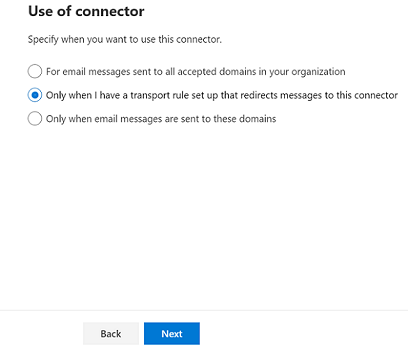 Use of connector
Specify when you want to use this connector.
For email messages sent to all accepted domains in your organization
Only when I have a transport rule set up that redirects messages to this connector
Only when email messages are sent to these domains
Back
Next